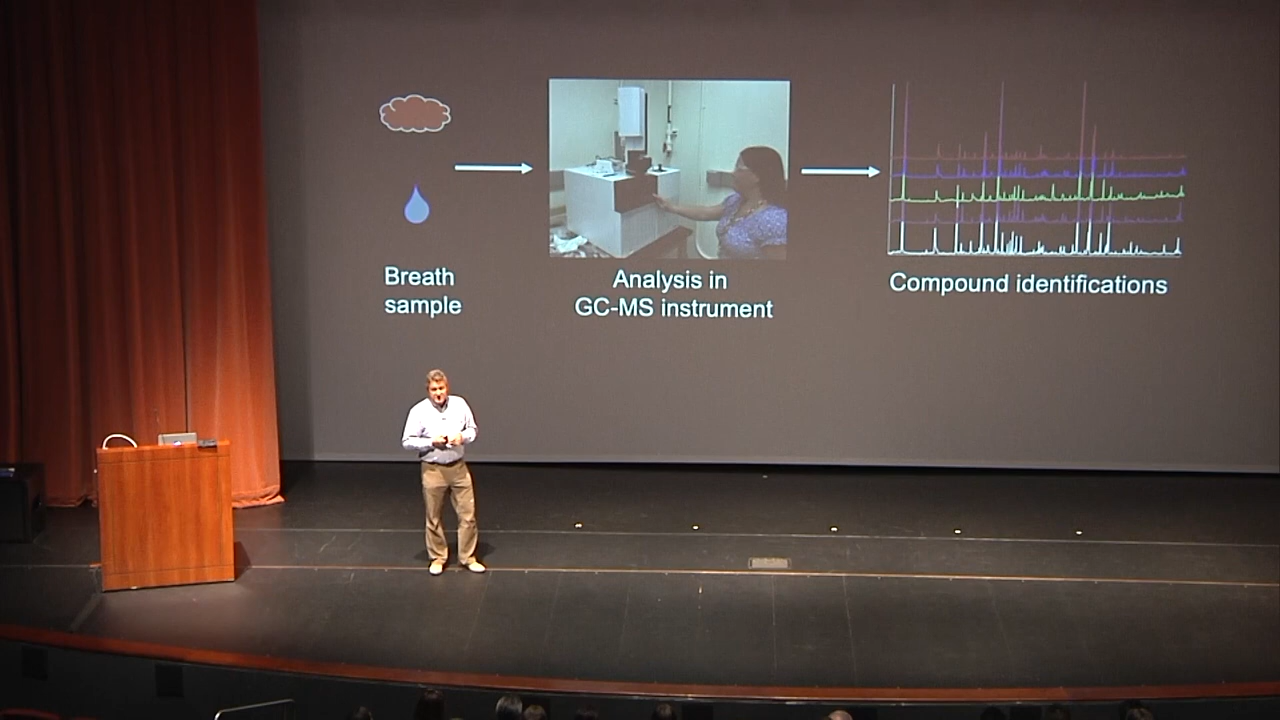 Breath
sample
Analysis in
GC-MS instrument
Compound identifications